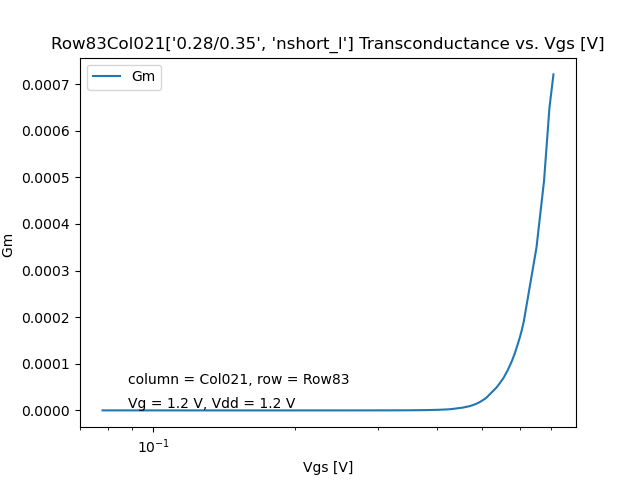 Row83Col021['0.28/0.35', 'nshort_l'] Transconductance vs. Vgs [V]
Gm
0.0007
0.0006
0.0005
0.0004
0.0003
0.0002
0.0001
0.0000
Gm
column = Col021, row = Row83
Vg = 1.2 V, Vdd = 1.2 V
10⁻¹
Vgs [V]